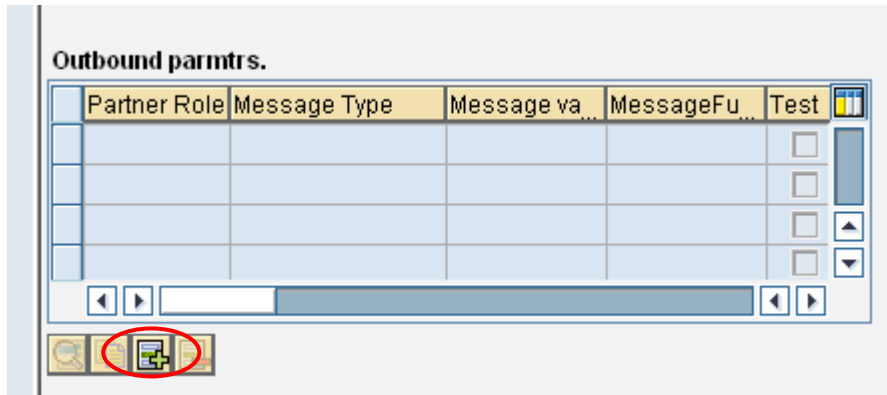 Outbound parmtrs.
Partner Role Message Type Message va... MessageFu... Test